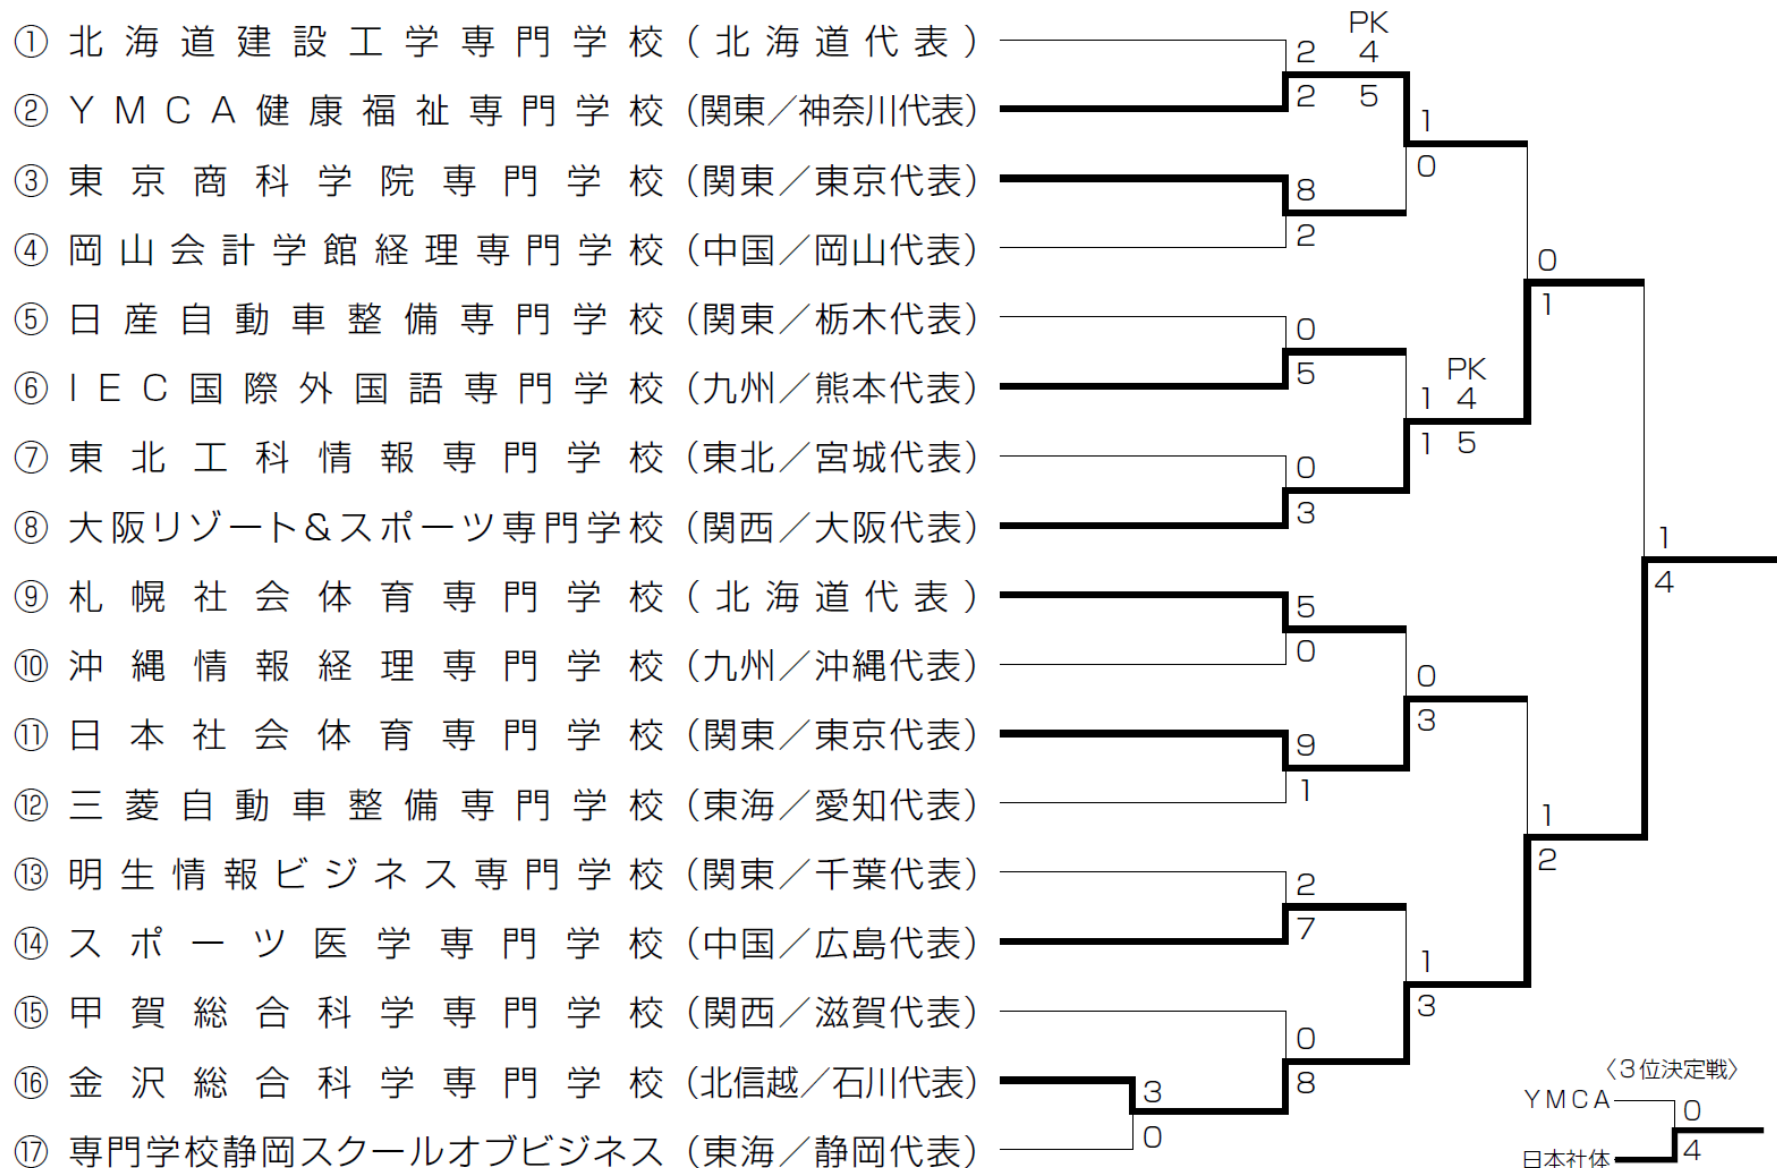 ① 北海道建設工学専門学校 (北海道代表)
② YMCA健康福祉専門学校 (関東／神奈川代表)
③ 東京商科学院専門学校 (関東／東京代表)
④ 岡山会計学館経理専門学校 (中国／岡山代表)
⑤ 日産自動車整備専門学校 (関東／栃木代表)
⑥ IEC国際外国語専門学校 (九州／熊本代表)
⑦ 東北工科情報専門学校 (東北／宮城代表)
⑧ 大阪リゾート&スポーツ専門学校 (関西／大阪代表)
⑨ 札幌社会体育専門学校 (北海道代表)
⑩ 沖縄情報経理専門学校 (九州／沖縄代表)
⑪ 日本社会体育専門学校 (関東／東京代表)
⑫ 三菱自動車整備専門学校 (東海／愛知代表)
⑬ 明生情報ビジネス専門学校 (関東／千葉代表)
⑭ スポーツ医学専門学校 (中国／広島代表)
⑮ 甲賀総合科学専門学校 (関西／滋賀代表)
⑯ 金沢総合科学専門学校 (北信越／石川代表)
⑰ 専門学校静岡スクールオブビジネス (東海／静岡代表)
3
0
PK
2 4
2 5
8
2
0
5
0
3
5
0
9
1
2
7
0
8
1
0
PK
1 4
1 5
0
3
1
3
0
1
1
2
1
4
〈3位決定戦〉
YMCA
0
日本社体
4